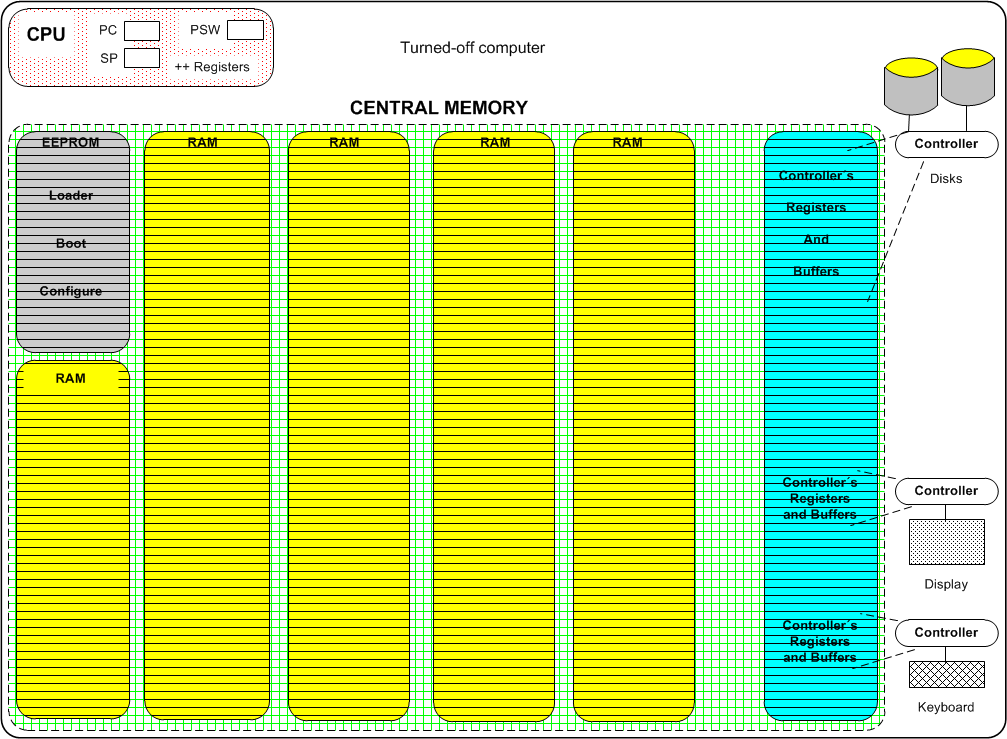 CPU
PC
PSW
SP
++ Registers
Turned-off computer
CENTRAL MEMORY
EEPROM
RAM
RAM
RAM
RAM
Loader
Boot
Configure
RAM
Controller´s
Registers
And
Buffers
Controller
Disks
Controller´s
Registers
and Buffers
Controller
Display
Controller´s
Registers
and Buffers
Controller
Keyboard